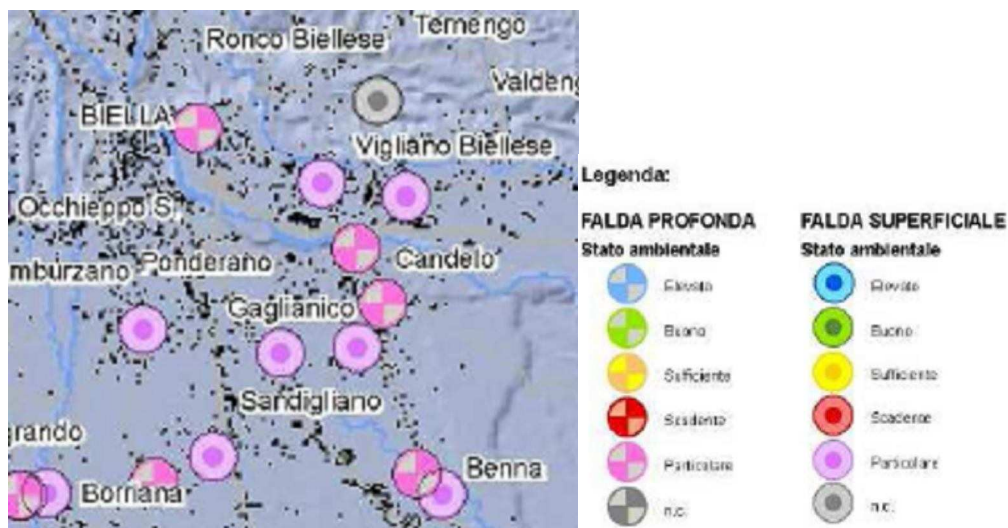 Ternengo
Ronco Biellese
Valdeng
BIELLA
Vigliano Biellese
Occhieppo S.
mburzano
Ponderano
Candelo
Gaglianico
Sandigliano
rando
Borriana
Benna
Legenda:
FALDA PROFONDA
Stato ambientale
Elevato
Buono
Sufficiente
Scadente
Particolare
n.c.
FALDA SUPERFICIALE
Stato ambientale
Elevato
Buono
Sufficiente
Scadente
Particolare
n.c.